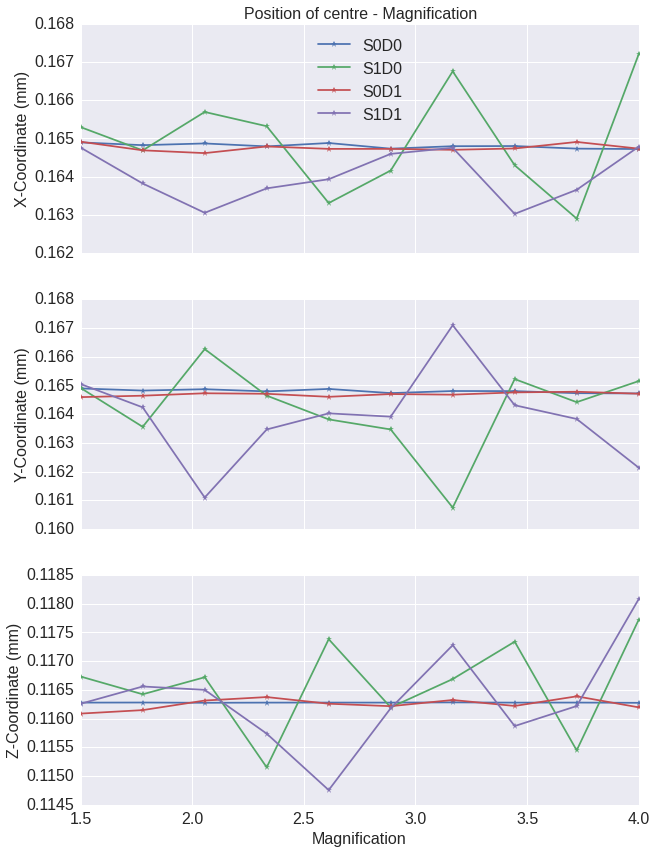 Position of centre - Magnification
0.168
0.167
0.166
0.165
0.164
0.163
0.162
X-Coordinate (mm)
S0D0
S1D0
S0D1
S1D1
0.168
0.167
0.166
0.165
0.164
0.163
0.162
0.161
0.160
Y-Coordinate (mm)
0.1185
0.1180
0.1175
0.1170
0.1165
0.1160
0.1155
0.1150
0.1145
Z-Coordinate (mm)
1.5 2.0 2.5 3.0 3.5 4.0
Magnification